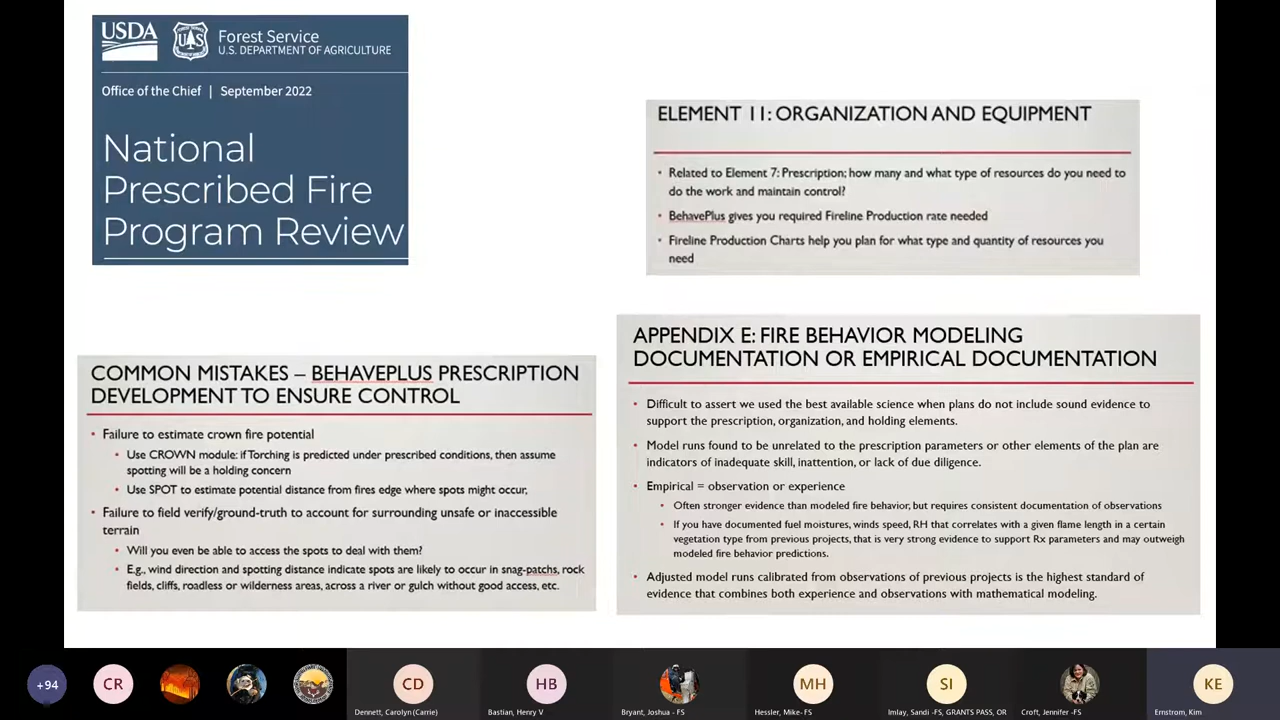 USDA
UAS
Forest Service
U.S. DEPARTMENT OF AGRICULTURE
Office of the Chief | September 2022
National
Prescribed Fire
Program Review
ELEMENT 11: ORGANIZATION AND EQUIPMENT
• Related to Element 7: Prescription; how many and what type of resources do you need to
do the work and maintain control?
• BehavePlus gives you required Fireline Production rate needed
• Fireline Production Charts help you plan for what type and quantity of resources you
need
COMMON MISTAKES – BEHAVEPLUS PRESCRIPTION
DEVELOPMENT TO ENSURE CONTROL
• Failure to estimate crown fire potential
• Use CROWN module: if Torching is predicted under prescribed conditions, then assume
spotting will be a holding concern
• Use SPOT to estimate potential distance from fires edge where spots might occur,
• Failure to field verify/ground-truth to account for surrounding unsafe or inaccessible
terrain
• Will you even be able to access the spots to deal with them?
• E.g., wind direction and spotting distance indicate spots are likely to occur in snag-patchs, rock
fields, cliffs, roadless or wilderness areas, across a river or gulch without good access, etc.
APPENDIX E: FIRE BEHAVIOR MODELING
DOCUMENTATION OR EMPIRICAL DOCUMENTATION
• Difficult to assert we used the best available science when plans do not include sound evidence to
support the prescription, organization, and holding elements.
• Model runs found to be unrelated to the prescription parameters or other elements of the plan are
indicators of inadequate skill, inattention, or lack of due diligence.
• Empirical = observation or experience
• Often stronger evidence than modeled fire behavior, but requires consistent documentation of observations
• If you have documented fuel moistures, winds speed, RH that correlates with a given flame length in a certain
vegetation type from previous projects, that is very strong evidence to support Rx parameters and may outweigh
modeled fire behavior predictions.
• Adjusted model runs calibrated from observations of previous projects is the highest standard of
evidence that combines both experience and observations with mathematical modeling.
+94
CR
CD
HB
MH
SI
KE
Dennett, Carolyn (Carrie)
Bastian, Henry V
Bryant, Joshua - FS
Hessler, Mike- FS
Imlay, Sandi -FS, GRANTS PASS, OR
Croft, Jennifer -FS
Ernstrom, Kim